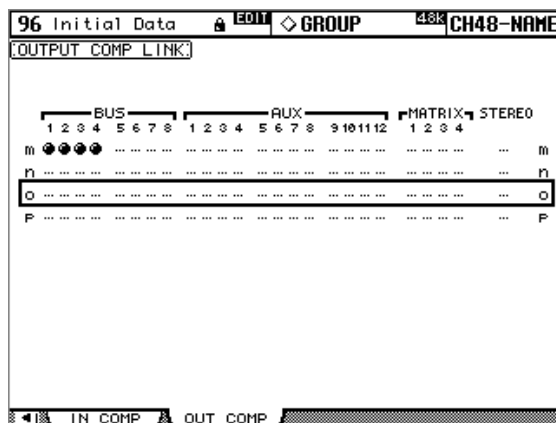 96 Initial Data EDIT GROUP 48K CH48-NAME
OUTPUT COMP LINK
BUS AUX MATRIX STEREO
1 2 3 4 5 6 7 8 1 2 3 4 5 6 7 8 9 10 11 12 1 2 3 4
m m
n n
o o
P P
IN COMP OUT COMP